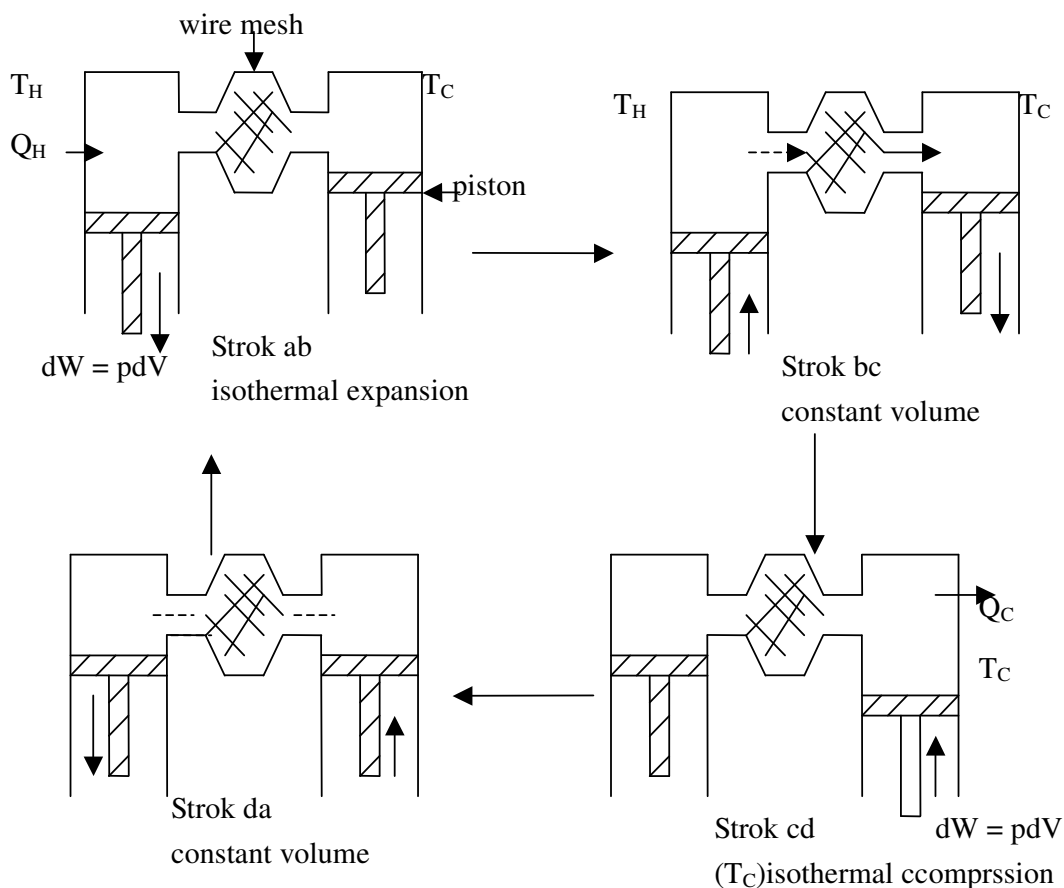 wire mesh
T_H
T_C
Q_H
piston
dW = pdV
Strok ab
isothermal expansion
T_H
T_C
Strok bc
constant volume
Strok da
constant volume
Q_C
T_C
Strok cd
dW = pdV
(T_C)isothermal ccomprssion